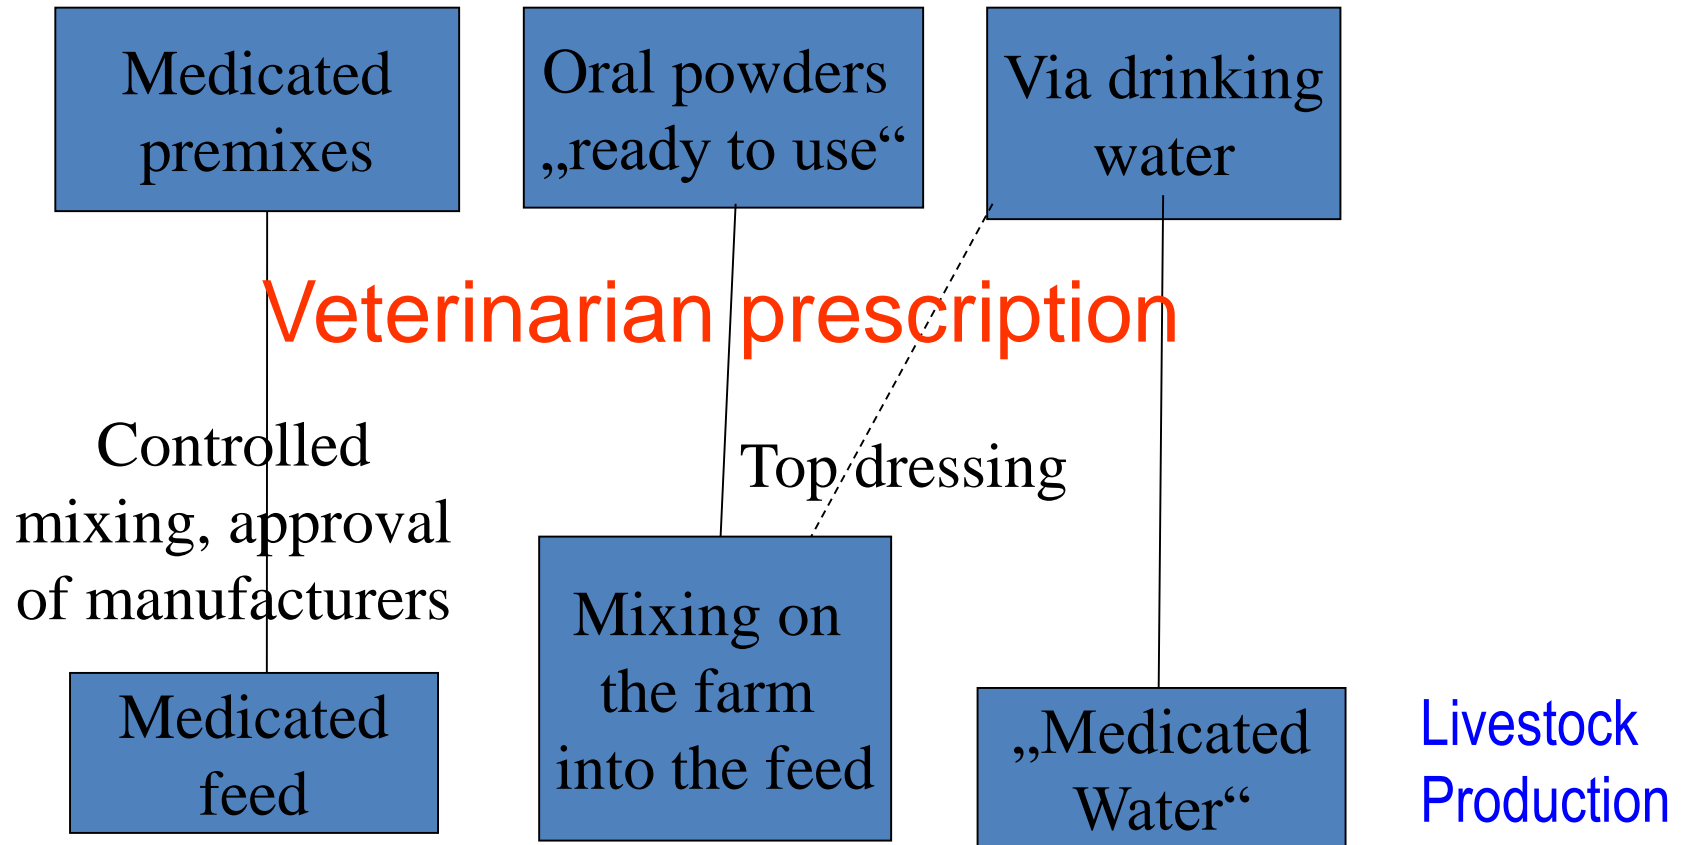 Medicated
premixes
Oral powders
„ready to use“
Via drinking
water
Veterinarian prescription
Controlled
mixing, approval
of manufacturers
Top dressing
Medicated
feed
Mixing on
the farm
into the feed
„Medicated
Water“
Livestock
Production